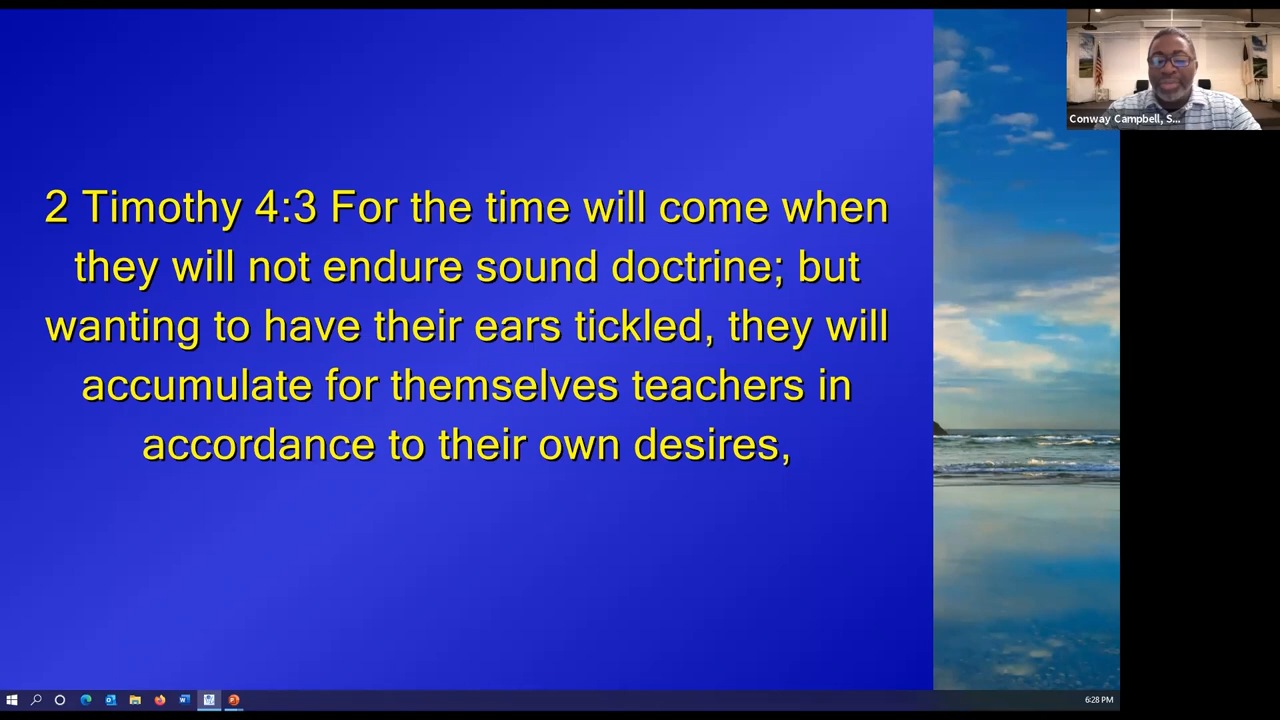 2 Timothy 4:3 For the time will come when
they will not endure sound doctrine; but
wanting to have their ears tickled, they will
accumulate for themselves teachers in
accordance to their own desires,
Conway Campbell, S...
6:28 PM